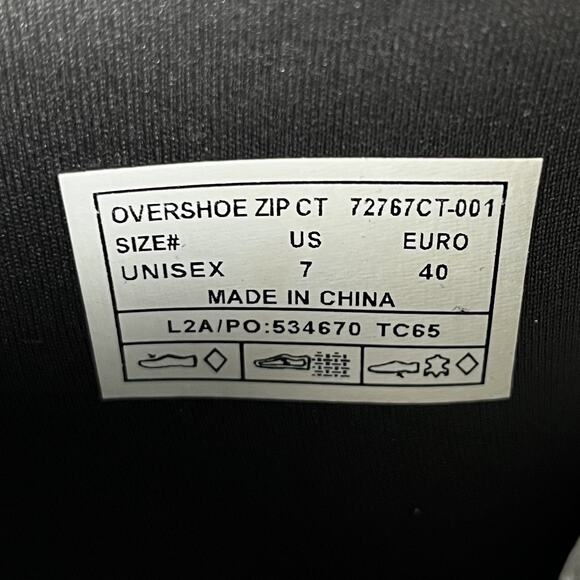 OVERSHOE ZIP CT 72767CT-001
SIZE# US EURO
UNISEX 7 40
MADE IN CHINA
L2A/PO:534670 TC65